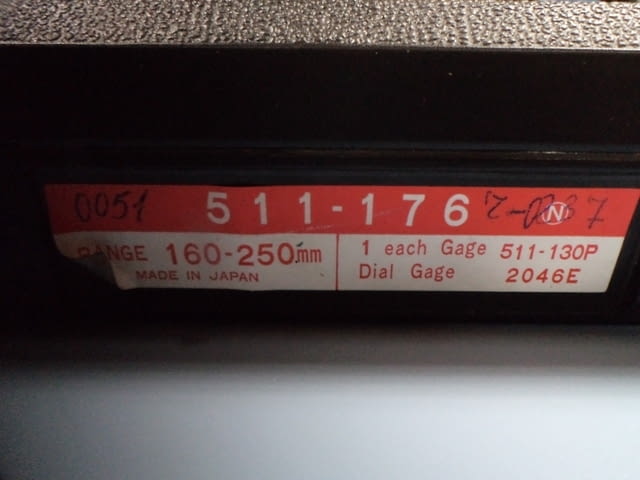 0051 511-176 N
RANGE 160-250mm
MADE IN JAPAN
1 each Gage 511-130P
Dial Gage 2046E